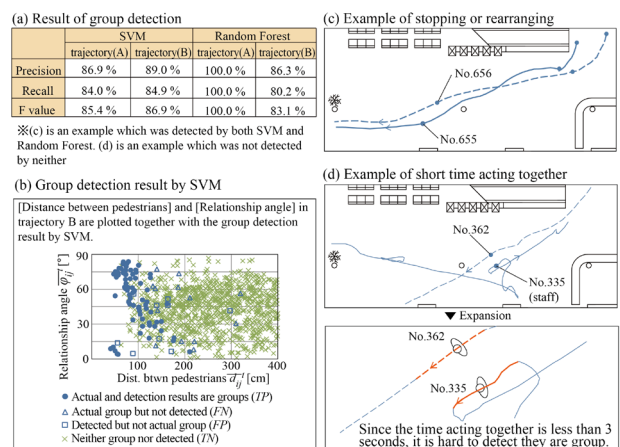 (a) Result of group detection
SVM Random Forest
trajectory(A) trajectory(B) trajectory(A) trajectory(B)
Precision 86.9 % 89.0 % 100.0 % 86.3 %
Recall 84.0 % 84.9 % 100.0 % 80.2 %
F value 85.4 % 86.9 % 100.0 % 83.1 %
※(c) is an example which was detected by both SVM and
Random Forest. (d) is an example which was not detected
by neither
(b) Group detection result by SVM
[Distance between pedestrians] and [Relationship angle] in
trajectory B are plotted together with the group detection
result by SVM.
Relationship angle φ̄ᵢⱼ⁻ᴵ [°]
90
60
30
0
0 100 200 300 400
Dist. btwn pedestrians d̄ᵢⱼ⁻ᴵ [cm]
Actual and detection results are groups (TP)
Actual group but not detected (FN)
Detected but not actual group (FP)
Neither group nor detected (TN)
(c) Example of stopping or rearranging
No.656
No.655
(d) Example of short time acting together
No.362
No.335
(staff)
▼ Expansion
No.362
No.335
Since the time acting together is less than 3
seconds, it is hard to detect they are group.